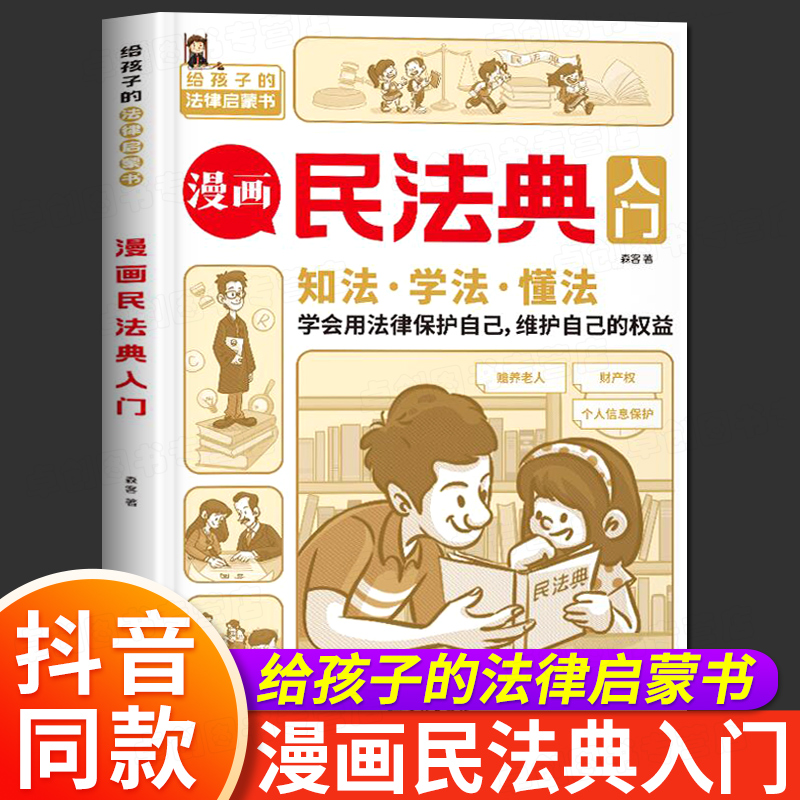 给孩子的法律启蒙书
漫画民法典入门
森客 著
给孩子的
法律启蒙书
民法典
漫画
民法典
入门
森客 著
知法·学法·懂法
学会用法律保护自己,维护自己的权益
赡养老人
财产权
个人信息保护
民法典
抖音
同款
给孩子的法律启蒙书
漫画民法典入门